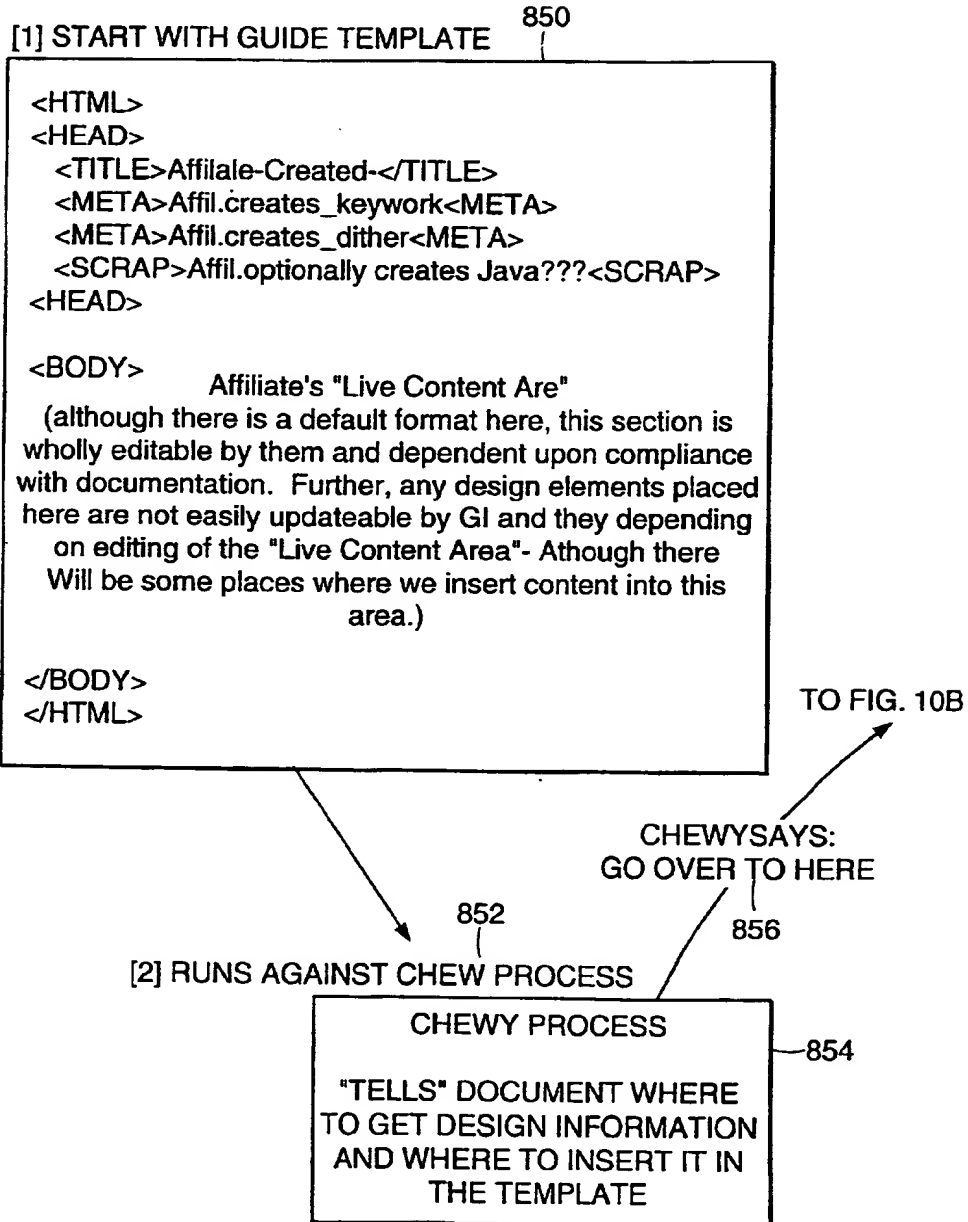 850
[1] START WITH GUIDE TEMPLATE
<HTML>
<HEAD>
<TITLE>Affilale-Created-</TITLE>
<META>Affil.creates_keywork<META>
<META>Affil.creates_dither<META>
<SCRAP>Affil.optionally creates Java???<SCRAP>
<HEAD>
<BODY>
Affiliate's "Live Content Are"
(although there is a default format here, this section is
wholly editable by them and dependent upon compliance
with documentation. Further, any design elements placed
here are not easily updateable by GI and they depending
on editing of the "Live Content Area"- Athough there
Will be some places where we insert content into this
area.)
</BODY>
</HTML>
TO FIG. 10B
CHEWYSAYS:
GO OVER TO HERE
856
852
[2] RUNS AGAINST CHEW PROCESS
CHEWY PROCESS
854
"TELLS" DOCUMENT WHERE
TO GET DESIGN INFORMATION
AND WHERE TO INSERT IT IN
THE TEMPLATE